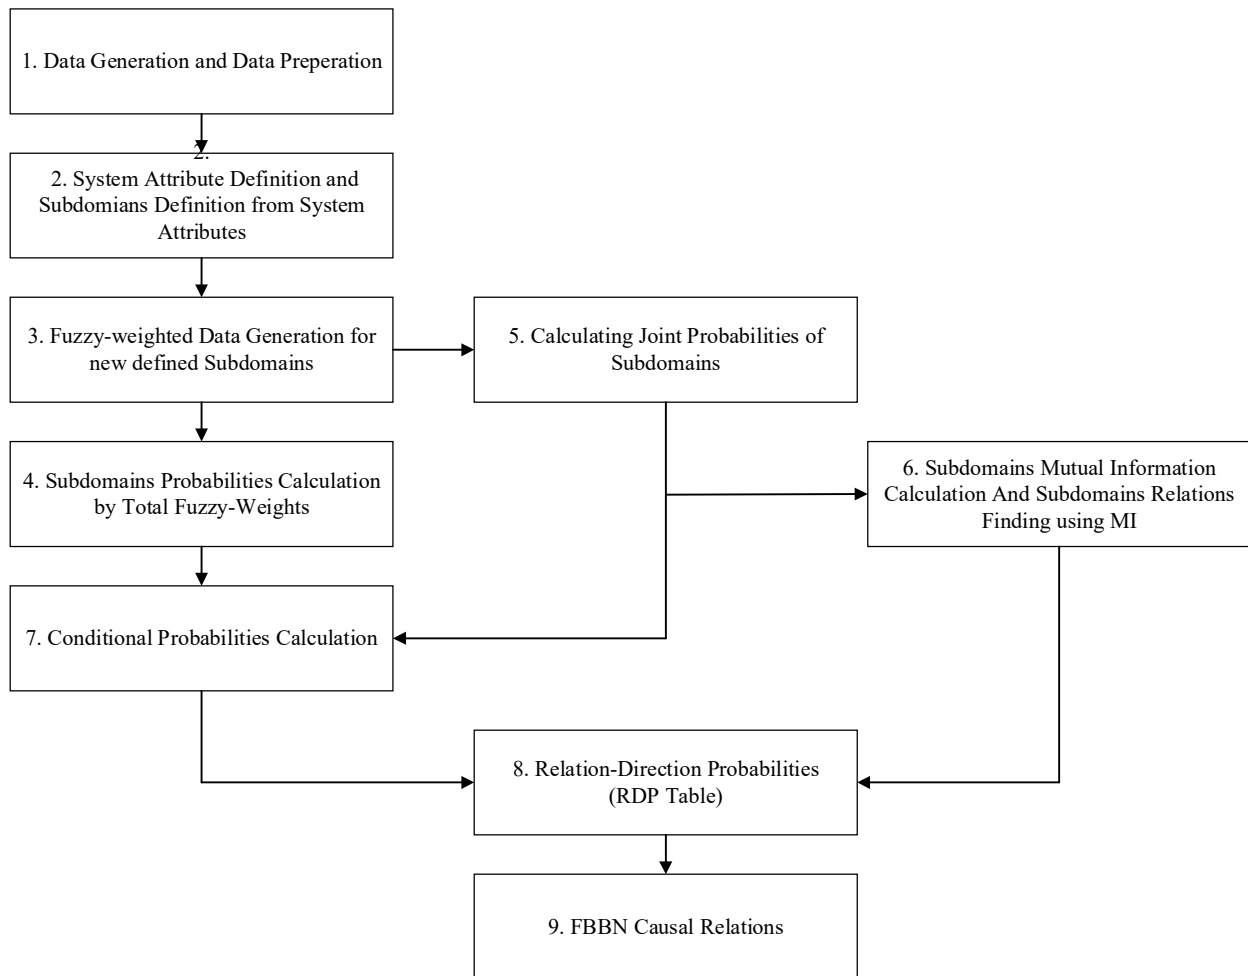 1. Data Generation and Data Preperation
2.
2. System Attribute Definition and
Subdomians Definition from System
Attributes
3. Fuzzy-weighted Data Generation for
new defined Subdomains
5. Calculating Joint Probabilities of
Subdomains
4. Subdomains Probabilities Calculation
by Total Fuzzy-Weights
6. Subdomains Mutual Information
Calculation And Subdomains Relations
Finding using MI
7. Conditional Probabilities Calculation
8. Relation-Direction Probabilities
(RDP Table)
9. FBBN Causal Relations